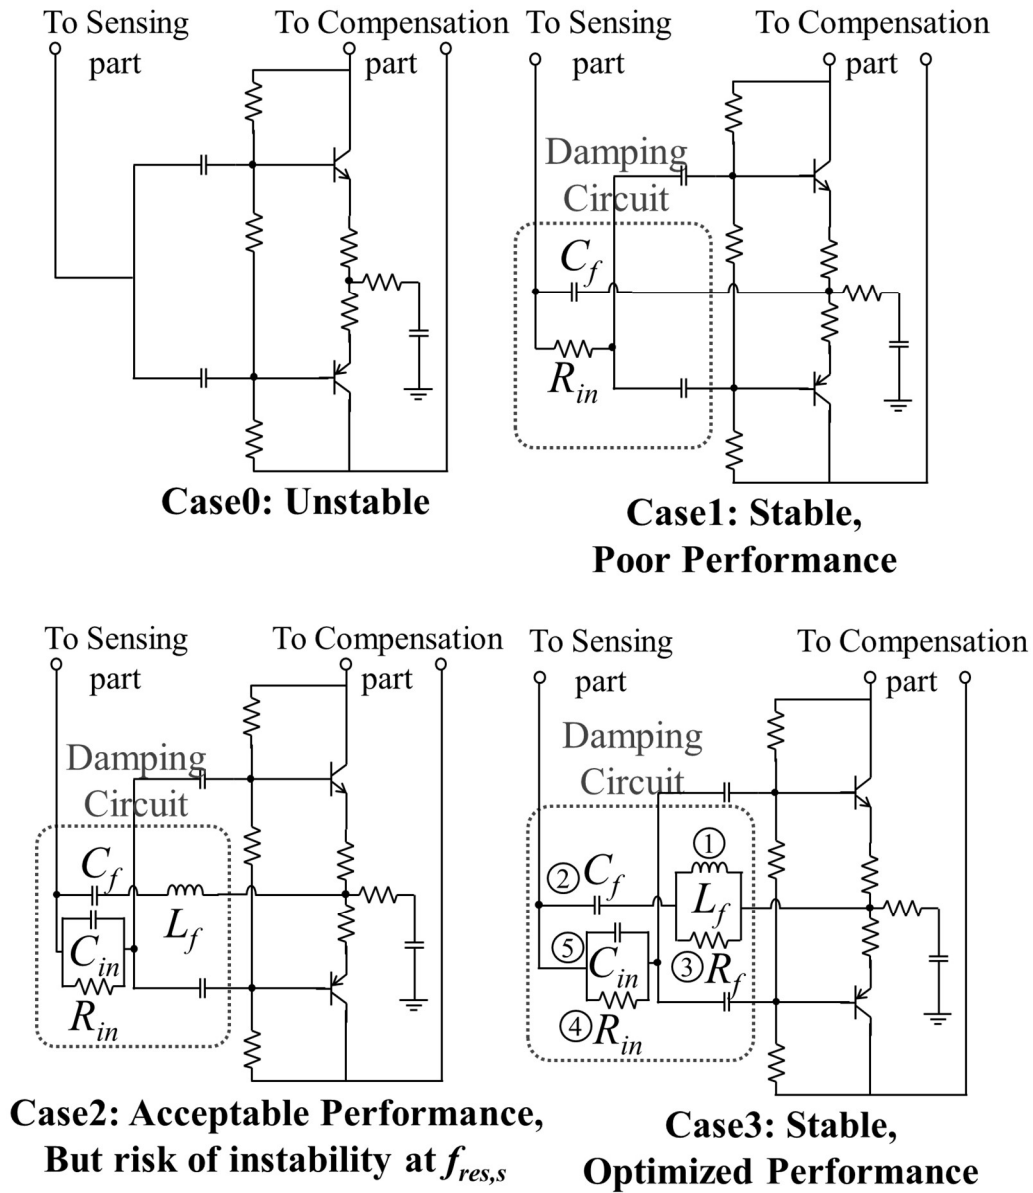 To Sensing
part
To Compensation
part
Case0: Unstable
To Sensing
part
To Compensation
part
Damping
Circuit
C_f
R_in
Case1: Stable,
Poor Performance
To Sensing
part
To Compensation
part
Damping
Circuit
C_f
L_f
C_in
R_in
Case2: Acceptable Performance,
But risk of instability at f_res,s
To Sensing
part
To Compensation
part
Damping
Circuit
①
② C_f
L_f
⑤ C_in
③ R_f
④ R_in
Case3: Stable,
Optimized Performance